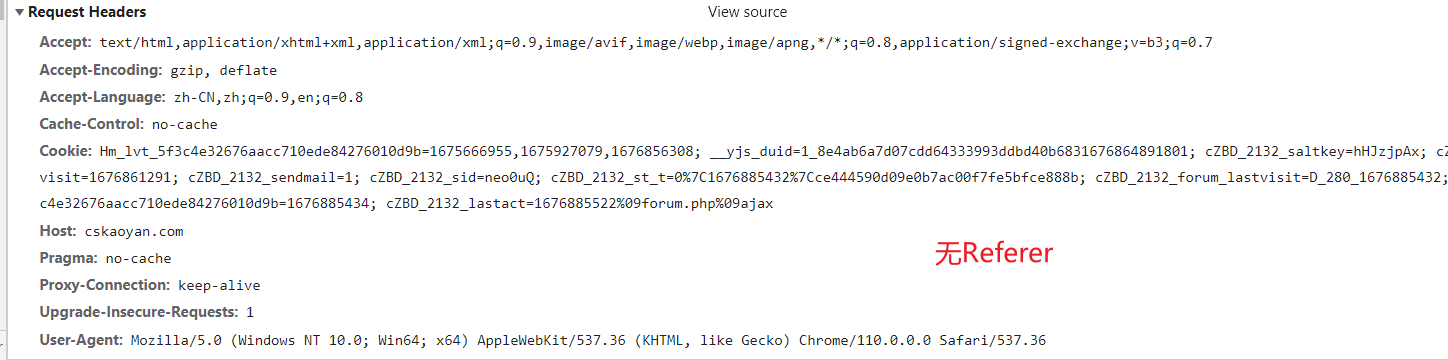 Request Headers View source
Accept: text/html,application/xhtml+xml,application/xml;q=0.9,image/avif,image/webp,image/apng,*/*;q=0.8,application/signed-exchange;v=b3;q=0.7
Accept-Encoding: gzip, deflate
Accept-Language: zh-CN,zh;q=0.9,en;q=0.8
Cache-Control: no-cache
Cookie: Hm_lvt_5f3c4e32676aacc710ede84276010d9b=1675666955,1675927079,1676856308; __yjs_duid=1_8e4ab6a7d07cdd64333993ddbd40b6831676864891801; cZBD_2132_saltkey=hHJzjpAx; cZ
visit=1676861291; cZBD_2132_sendmail=1; cZBD_2132_sid=neo0uQ; cZBD_2132_st_t=0%7C1676885432%7Cce444590d09e0b7ac00f7fe5bfce888b; cZBD_2132_forum_lastvisit=D_280_1676885432;
c4e32676aacc710ede84276010d9b=1676885434; cZBD_2132_lastact=1676885522%09forum.php%09ajax
Host: cskaoyan.com
无Referer
Pragma: no-cache
Proxy-Connection: keep-alive
Upgrade-Insecure-Requests: 1
User-Agent: Mozilla/5.0 (Windows NT 10.0; Win64; x64) AppleWebKit/537.36 (KHTML, like Gecko) Chrome/110.0.0.0 Safari/537.36